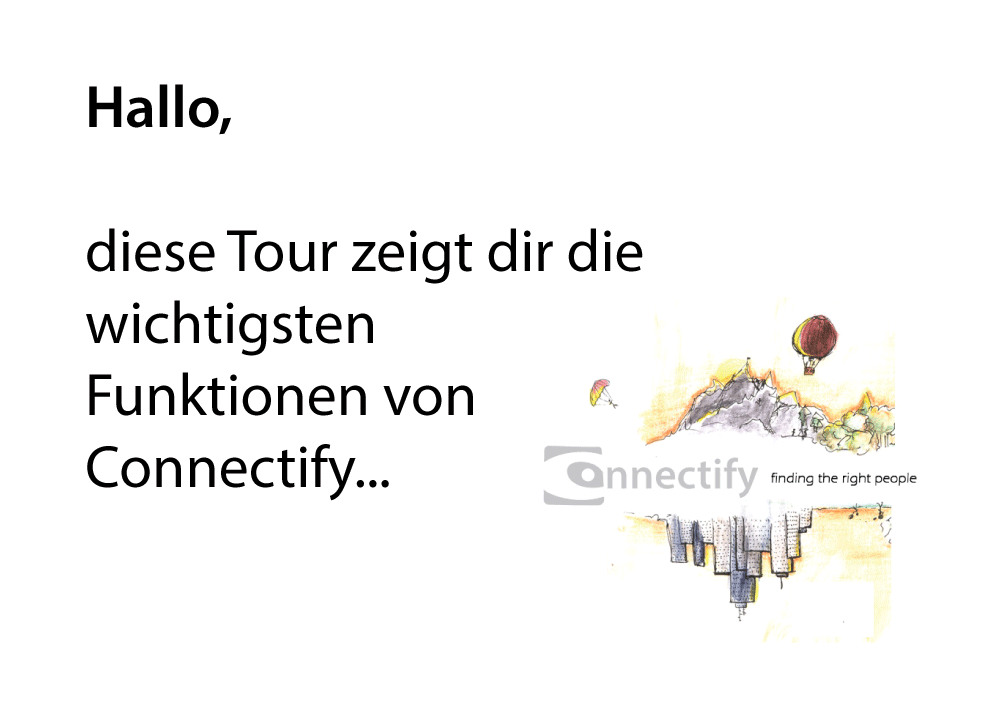 Hallo,
diese Tour zeigt dir die
wichtigsten
Funktionen von
Connectify...
Connectify finding the right people